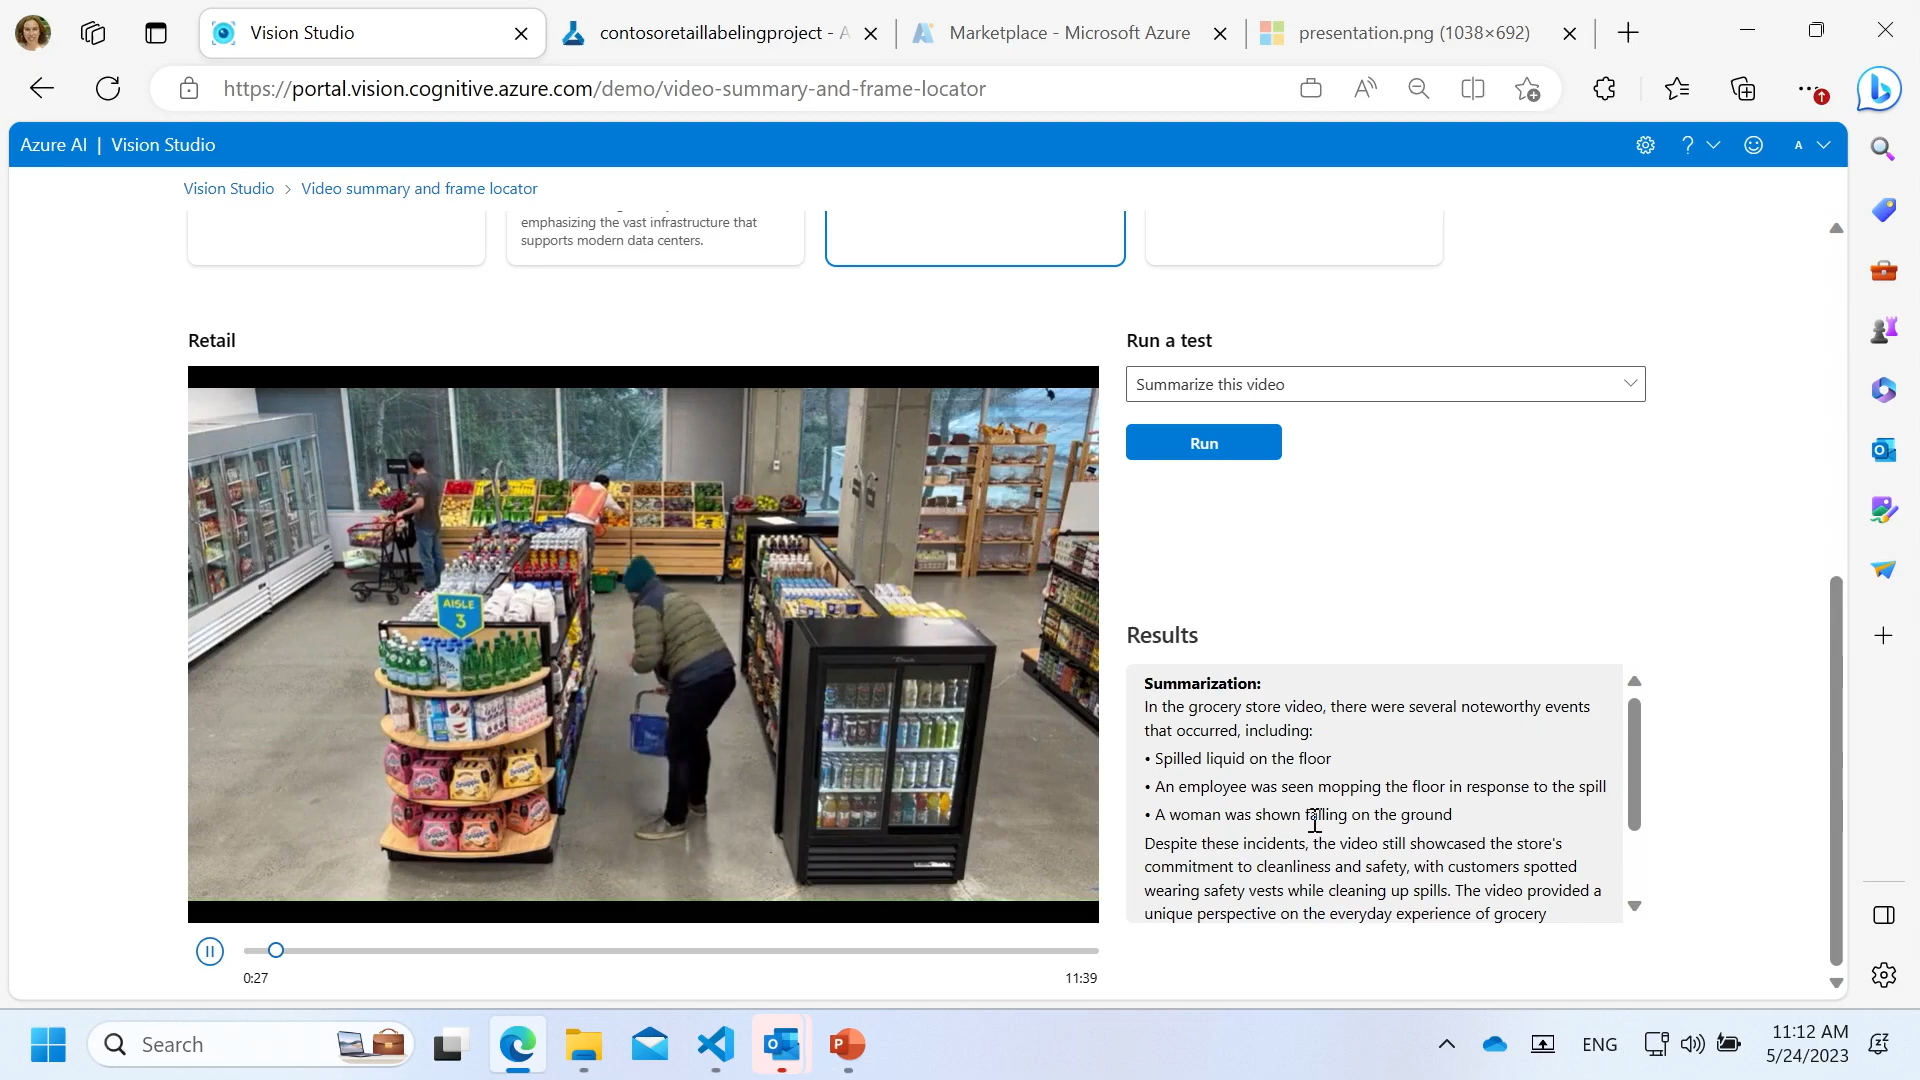 Vision Studio
contosoretaillabelingproject - A
Marketplace - Microsoft Azure
presentation.png (1038×692)
https://portal.vision.cognitive.azure.com/demo/video-summary-and-frame-locator
Azure AI | Vision Studio
A
Vision Studio > Video summary and frame locator
emphasizing the vast infrastructure that
supports modern data centers.
Retail
Run a test
Summarize this video
Run
AISLE
3
Results
Summarization:
In the grocery store video, there were several noteworthy events
that occurred, including:
• Spilled liquid on the floor
• An employee was seen mopping the floor in response to the spill
• A woman was shown falling on the ground
Despite these incidents, the video still showcased the store's
commitment to cleanliness and safety, with customers spotted
wearing safety vests while cleaning up spills. The video provided a
unique perspective on the everyday experience of grocery
0:27
11:39
Search
ENG
11:12 AM
5/24/2023